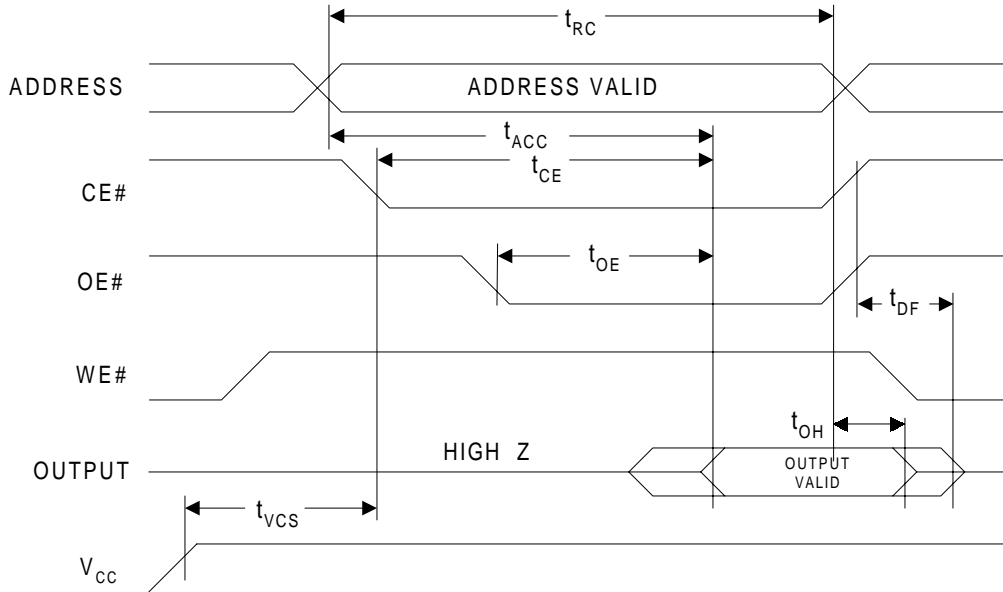 tRC
ADDRESS
ADDRESS VALID
tACC
tCE
CE#
tOE
OE#
tDF
WE#
tOH
HIGH Z
OUTPUT
OUTPUT
VALID
tVCS
VCC